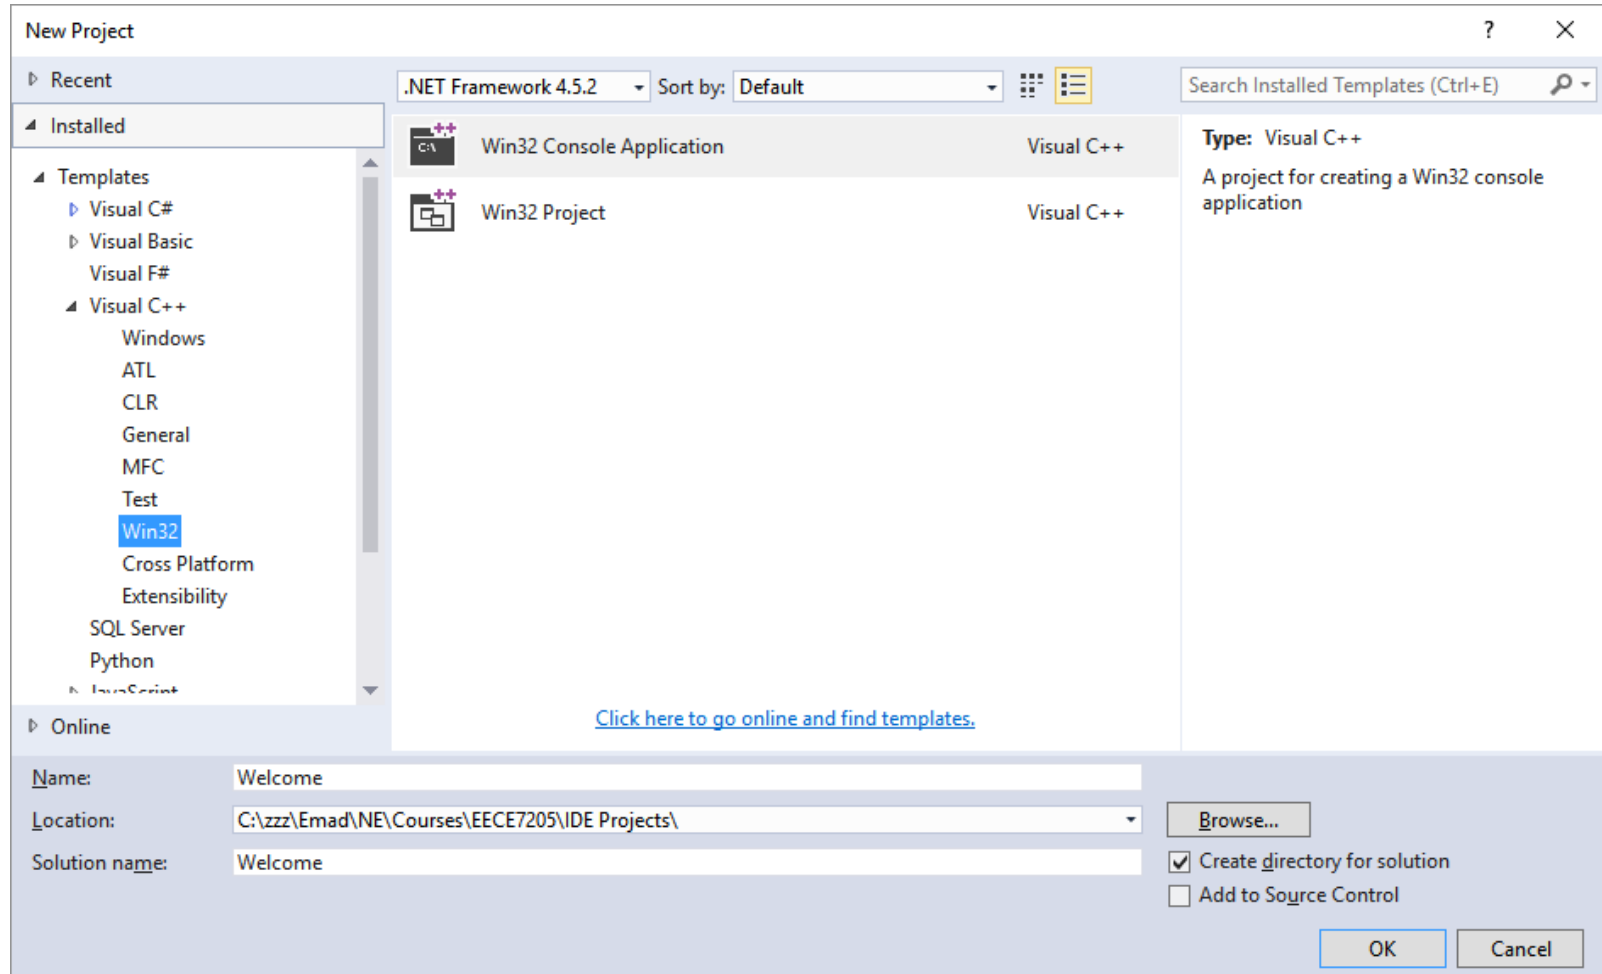 New Project
?
Recent
.NET Framework 4.5.2
Sort by:
Default
Search Installed Templates (Ctrl+E)
Installed
Templates
Visual C#
Visual Basic
Visual F#
Visual C++
Windows
ATL
CLR
General
MFC
Test
Win32
Cross Platform
Extensibility
SQL Server
Python
JavaScript
Online
C:\
Win32 Console Application
Visual C++
Win32 Project
Visual C++
Click here to go online and find templates.
Type: Visual C++
A project for creating a Win32 console
application
Name:
Welcome
Location:
C:\zzz\Emad\NE\Courses\EECE7205\IDE Projects\
Browse...
Solution name:
Welcome
Create directory for solution
Add to Source Control
OK
Cancel